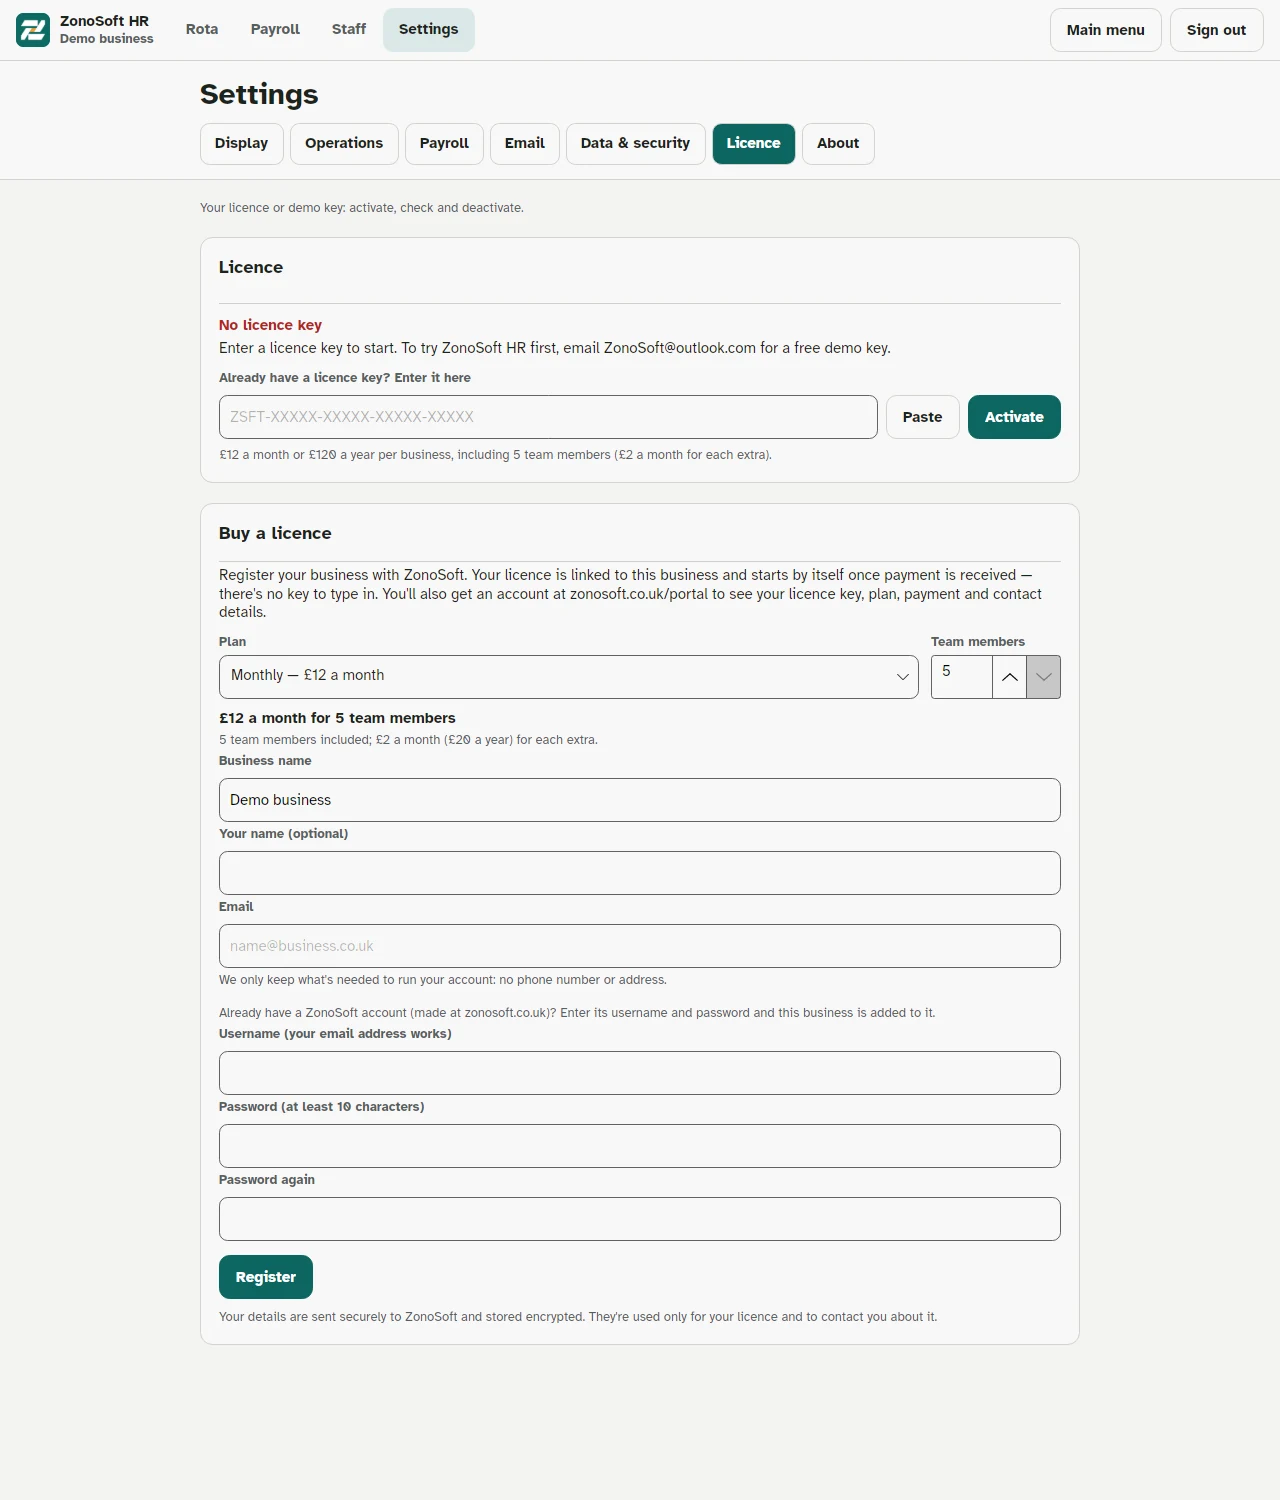 ZonoSoft HR
Demo business
Rota
Payroll
Staff
Settings
Main menu
Sign out
Settings
Display
Operations
Payroll
Email
Data & security
Licence
About
Your licence or demo key: activate, check and deactivate.
Licence
No licence key
Enter a licence key to start. To try ZonoSoft HR first, email ZonoSoft@outlook.com for a free demo key.
Already have a licence key? Enter it here
ZSFT-XXXXX-XXXXX-XXXXX-XXXXX
Paste
Activate
£12 a month or £120 a year per business, including 5 team members (£2 a month for each extra).
Buy a licence
Register your business with ZonoSoft. Your licence is linked to this business and starts by itself once payment is received —
there's no key to type in. You'll also get an account at zonosoft.co.uk/portal to see your licence key, plan, payment and contact
details.
Plan
Team members
Monthly — £12 a month
5
£12 a month for 5 team members
5 team members included; £2 a month (£20 a year) for each extra.
Business name
Demo business
Your name (optional)
Email
name@business.co.uk
We only keep what's needed to run your account: no phone number or address.
Already have a ZonoSoft account (made at zonosoft.co.uk)? Enter its username and password and this business is added to it.
Username (your email address works)
Password (at least 10 characters)
Password again
Register
Your details are sent securely to ZonoSoft and stored encrypted. They're used only for your licence and to contact you about it.